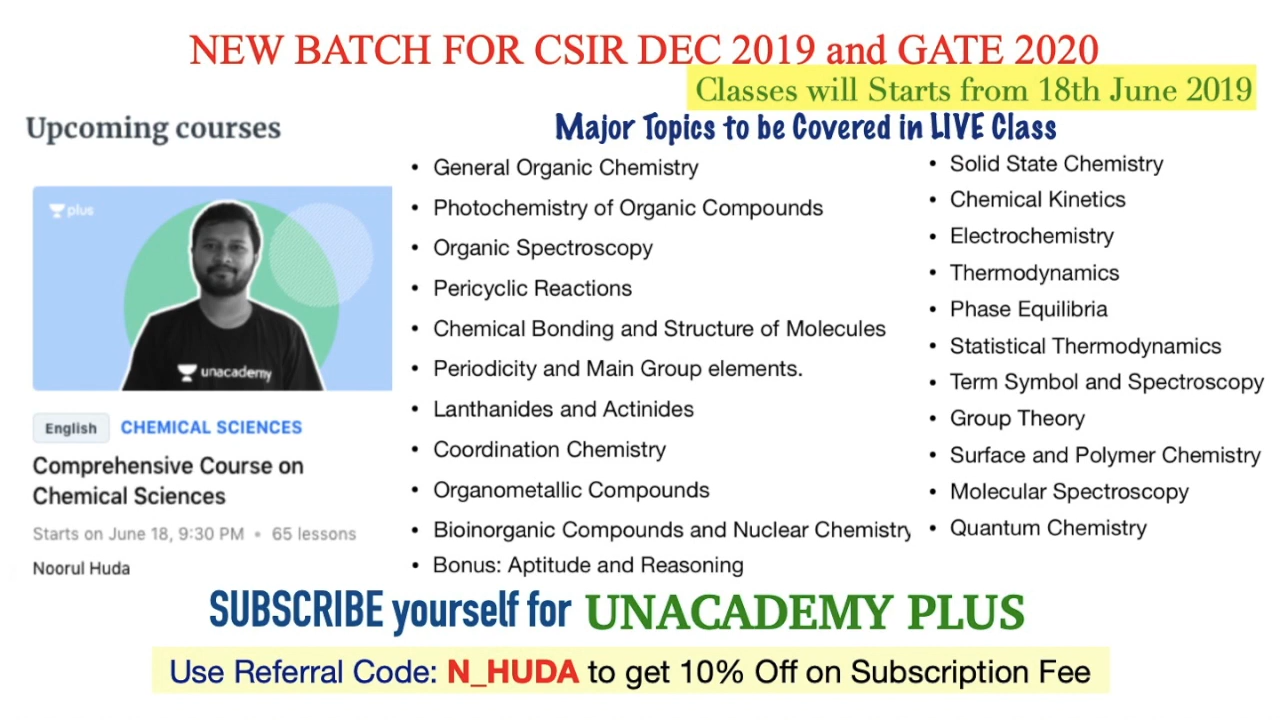 NEW BATCH FOR CSIR DEC 2019 and GATE 2020
Classes will Starts from 18th June 2019
Upcoming courses
plus
unacademy
English CHEMICAL SCIENCES
Comprehensive Course on
Chemical Sciences
Starts on June 18, 9:30 PM • 65 lessons
Noorul Huda
Major Topics to be Covered in LIVE Class
• General Organic Chemistry
• Photochemistry of Organic Compounds
• Organic Spectroscopy
• Pericyclic Reactions
• Chemical Bonding and Structure of Molecules
• Periodicity and Main Group elements.
• Lanthanides and Actinides
• Coordination Chemistry
• Organometallic Compounds
• Bioinorganic Compounds and Nuclear Chemistry
• Bonus: Aptitude and Reasoning
• Solid State Chemistry
• Chemical Kinetics
• Electrochemistry
• Thermodynamics
• Phase Equilibria
• Statistical Thermodynamics
• Term Symbol and Spectroscopy
• Group Theory
• Surface and Polymer Chemistry
• Molecular Spectroscopy
• Quantum Chemistry
SUBSCRIBE yourself for UNACADEMY PLUS
Use Referral Code: N_HUDA to get 10% Off on Subscription Fee